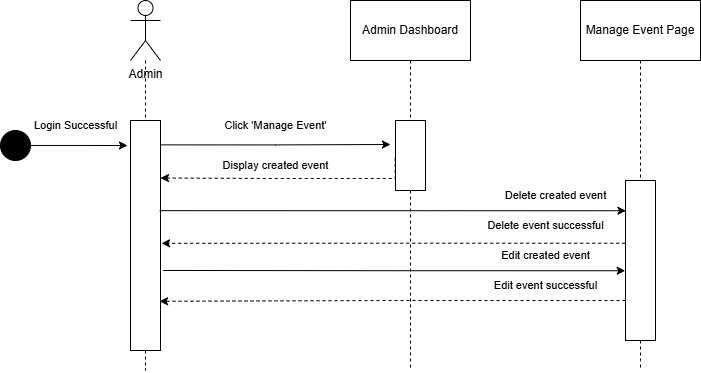 Admin Dashboard
Manage Event Page
Admin
Login Successful
Click 'Manage Event'
Display created event
Delete created event
Delete event successful
Edit created event
Edit event successful